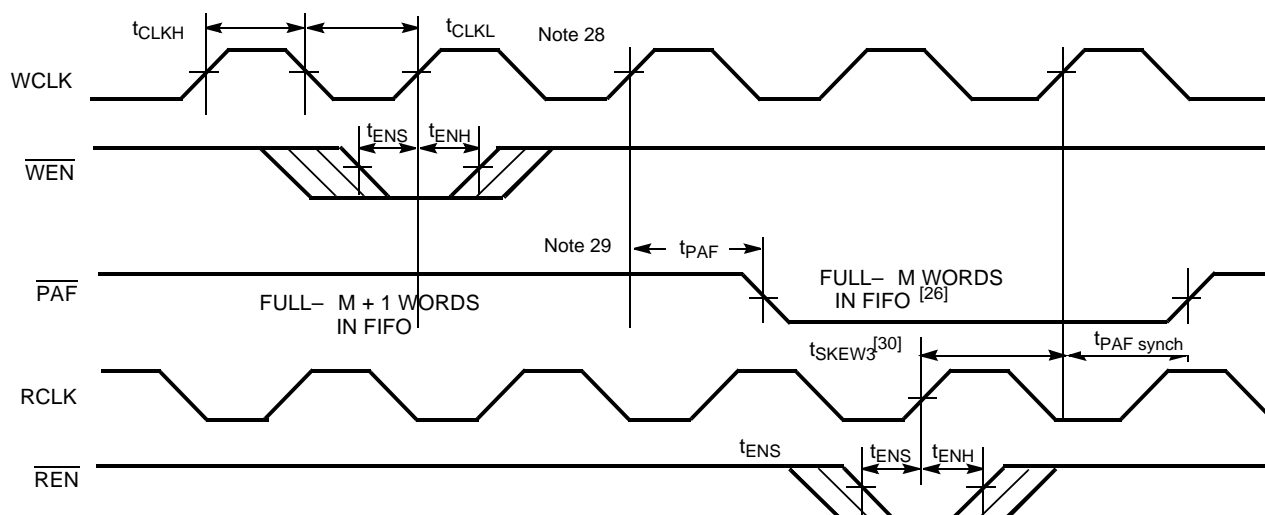 tCLKH
tCLKL
Note 28
WCLK
tENS
tENH
WEN
Note 29
tPAF
PAF
FULL– M + 1 WORDS
IN FIFO
FULL– M WORDS
IN FIFO [26]
tSKEW3[30]
tPAF synch
RCLK
tENS
tENS
tENH
REN